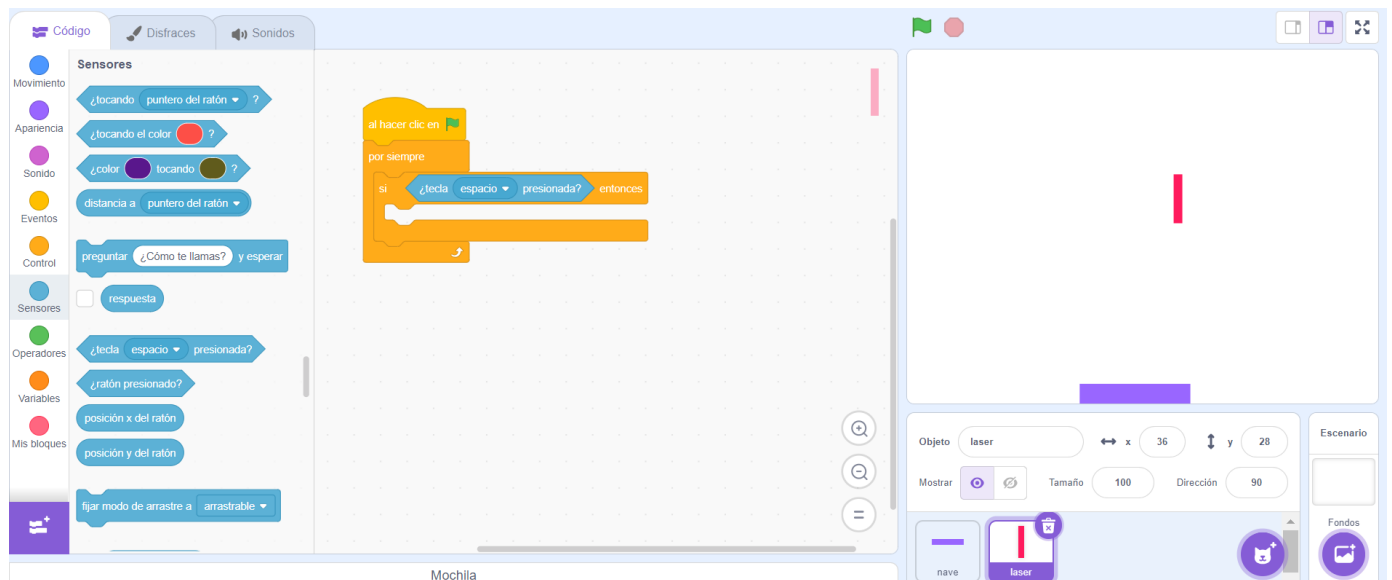 Código
Disfraces
Sonidos
Movimiento
Apariencia
Sonido
Eventos
Control
Sensores
Operadores
Variables
Mis bloques
Sensores
¿tocando puntero del ratón ?
¿tocando el color ?
¿color tocando ?
distancia a puntero del ratón
preguntar ¿Cómo te llamas? y esperar
respuesta
¿tecla espacio presionada?
¿ratón presionado?
posición x del ratón
posición y del ratón
fijar modo de arrastre a arrastrable
al hacer clic en
por siempre
si ¿tecla espacio presionada? entonces
Mochila
Objeto laser x 36 y 28
Mostrar Tamaño 100 Dirección 90
nave
laser
Escenario
Fondos